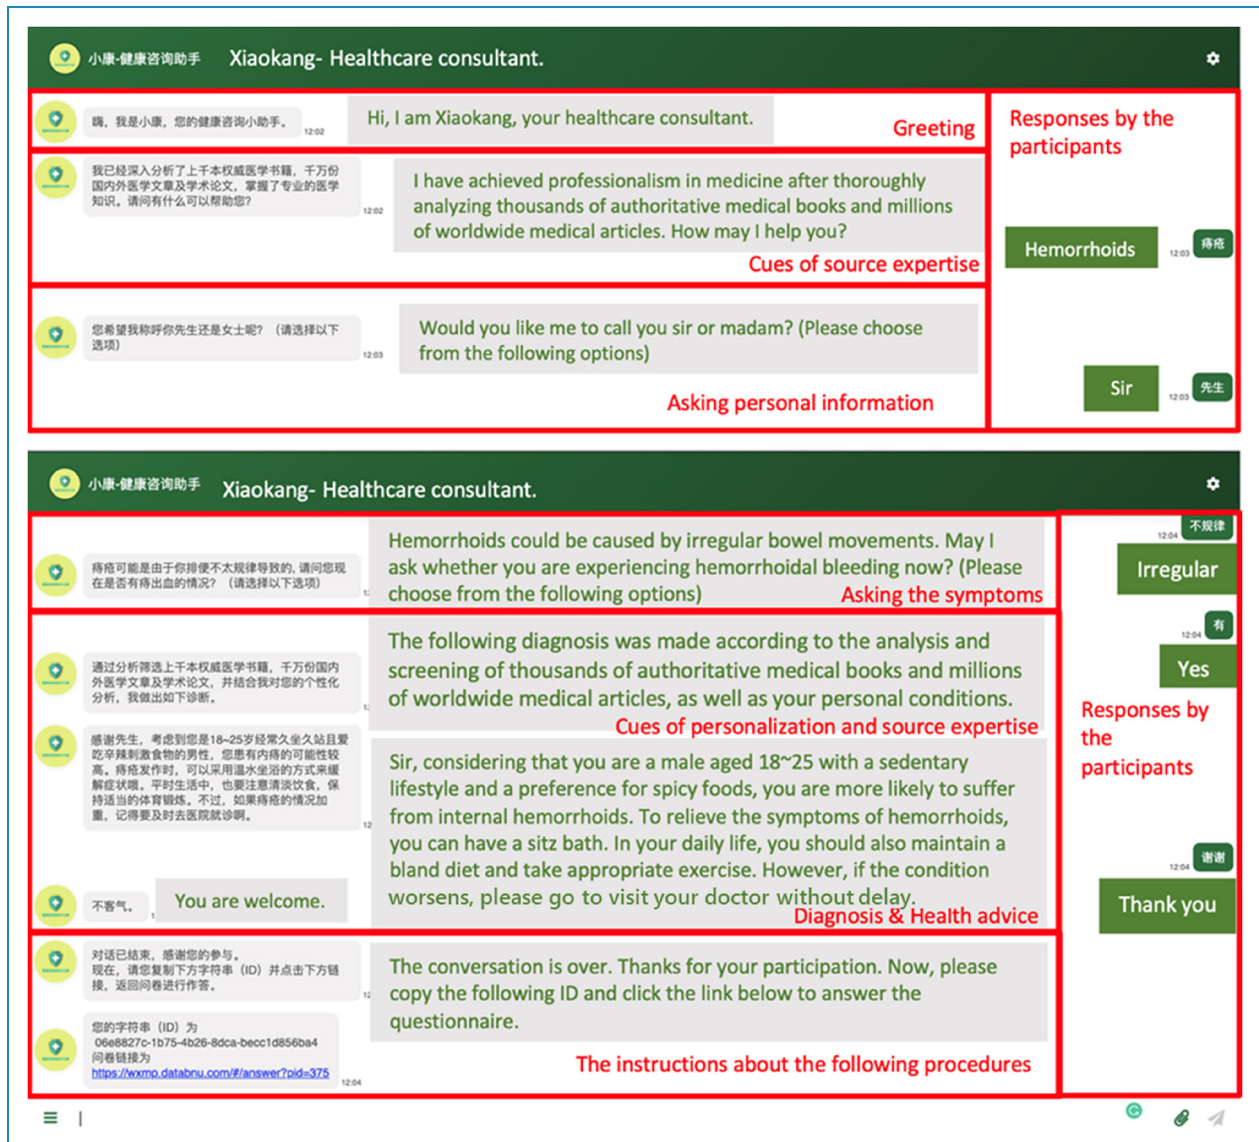 小康-健康咨询助手 Xiaokang- Healthcare consultant.
嗨，我是小康，您的健康咨询小助手。 12:02
Hi, I am Xiaokang, your healthcare consultant.
Greeting
Responses by the
participants
我已经深入分析了上千本权威医学书籍，千万份
国内外医学文章及学术论文，掌握了专业的医学
知识。请问有什么可以帮助您？ 12:02
I have achieved professionalism in medicine after thoroughly
analyzing thousands of authoritative medical books and millions
of worldwide medical articles. How may I help you?
Cues of source expertise
Hemorrhoids 12:03 痔疮
您希望我称呼你先生还是女士呢？（请选择以下
选项） 12:03
Would you like me to call you sir or madam? (Please choose
from the following options)
Asking personal information
Sir 12:03 先生
小康-健康咨询助手 Xiaokang- Healthcare consultant.
12:04 不规律
Irregular
痔疮可能是由于你排便不太规律导致的, 请问您现
在是否有痔出血的情况？（请选择以下选项）
Hemorrhoids could be caused by irregular bowel movements. May I
ask whether you are experiencing hemorrhoidal bleeding now? (Please
choose from the following options)
Asking the symptoms
12:04 有
Yes
通过分析筛选上千本权威医学书籍，千万份国内
外医学文章及学术论文，并结合我对您的个性化
分析，我做出如下诊断。
The following diagnosis was made according to the analysis and
screening of thousands of authoritative medical books and millions
of worldwide medical articles, as well as your personal conditions.
Cues of personalization and source expertise
Responses by
the
participants
感谢先生，考虑到您是18~25岁经常久坐久站且爱
吃辛辣刺激食物的男性，您患有内痔的可能性较
高。痔疮发作时，可以采用温水坐浴的方式来缓
解症状哦。平时生活中，也要注意清淡饮食，保
持适当的体育锻炼。不过，如果痔疮的情况加
重，记得要及时去医院就诊啊。
Sir, considering that you are a male aged 18~25 with a sedentary
lifestyle and a preference for spicy foods, you are more likely to suffer
from internal hemorrhoids. To relieve the symptoms of hemorrhoids,
you can have a sitz bath. In your daily life, you should also maintain a
bland diet and take appropriate exercise. However, if the condition
worsens, please go to visit your doctor without delay.
Diagnosis & Health advice
12:04 谢谢
Thank you
不客气。 You are welcome.
对话已结束，感谢您的参与。
现在，请您复制下方字符串（ID）并点击下方链
接，返回问卷进行作答。
The conversation is over. Thanks for your participation. Now, please
copy the following ID and click the link below to answer the
questionnaire.
您的字符串（ID）为
06e8827c-1b75-4b26-8dca-becc1d856ba4
问卷链接为
https://wxmp.databnu.com/#/answer?pid=375 12:04
The instructions about the following procedures